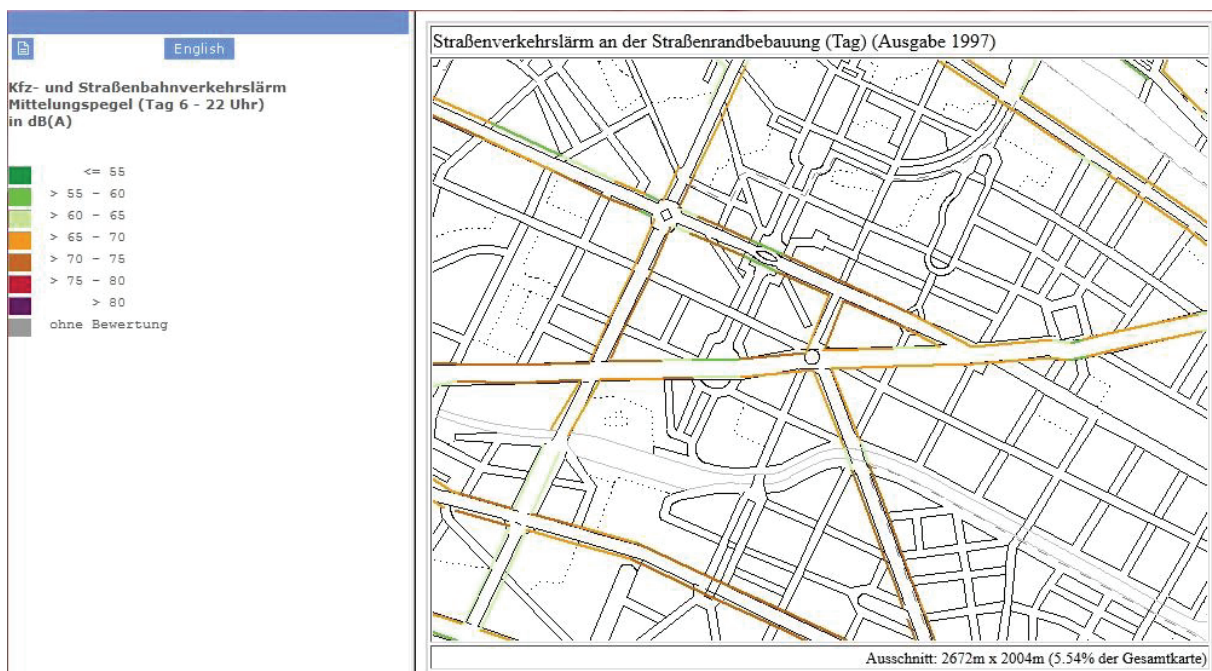 English
Kfz- und Straßenbahnverkehrslärm
Mittelungspegel (Tag 6 - 22 Uhr)
in dB(A)
<= 55
> 55 - 60
> 60 - 65
> 65 - 70
> 70 - 75
> 75 - 80
> 80
ohne Bewertung
Straßenverkehrslärm an der Straßenrandbebauung (Tag) (Ausgabe 1997)
Ausschnitt: 2672m x 2004m (5.54% der Gesamtkarte)